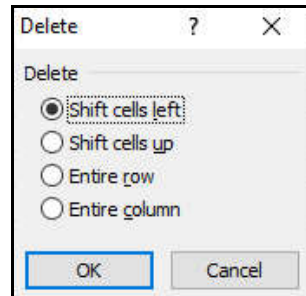 Delete ?
Delete
Shift cells left
Shift cells up
Entire row
Entire column
OK Cancel